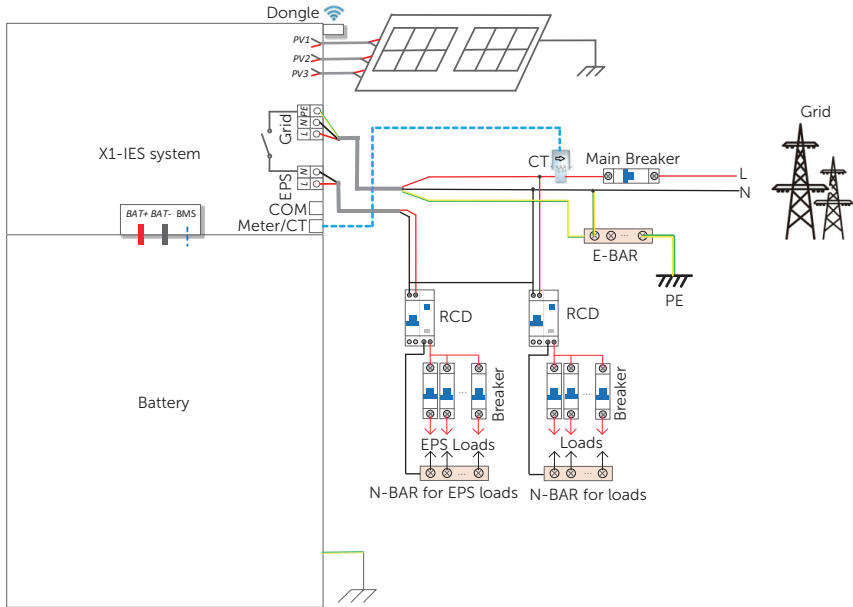 Dongle
PV1
PV2
PV3
Grid
PE
N
L
Grid
X1-IES system
CT
Main Breaker
L
N
EPS
N
L
COM
Meter/CT
BAT+ BAT- BMS
E-BAR
PE
RCD
RCD
Battery
...
Breaker
...
Breaker
EPS Loads
Loads
...
...
N-BAR for EPS loads
N-BAR for loads